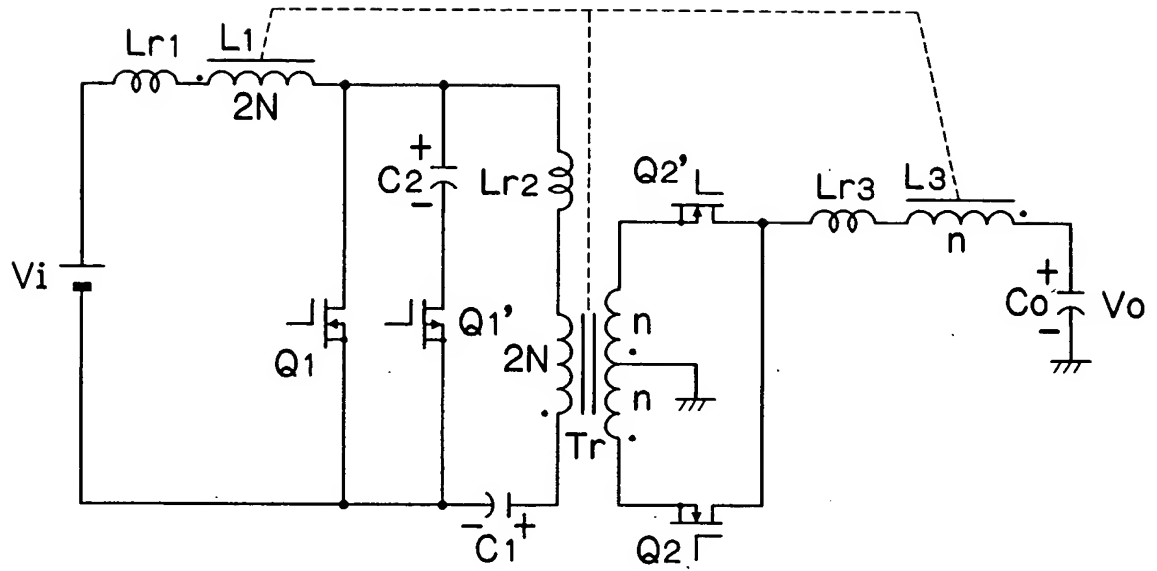 Lr1
L1
2N
C2
+
-
Lr2
Q2'
Lr3
L3
n
Vi
Q1
Q1'
2N
n
n
Tr
+
Co
-
Vo
-
+
C1
Q2